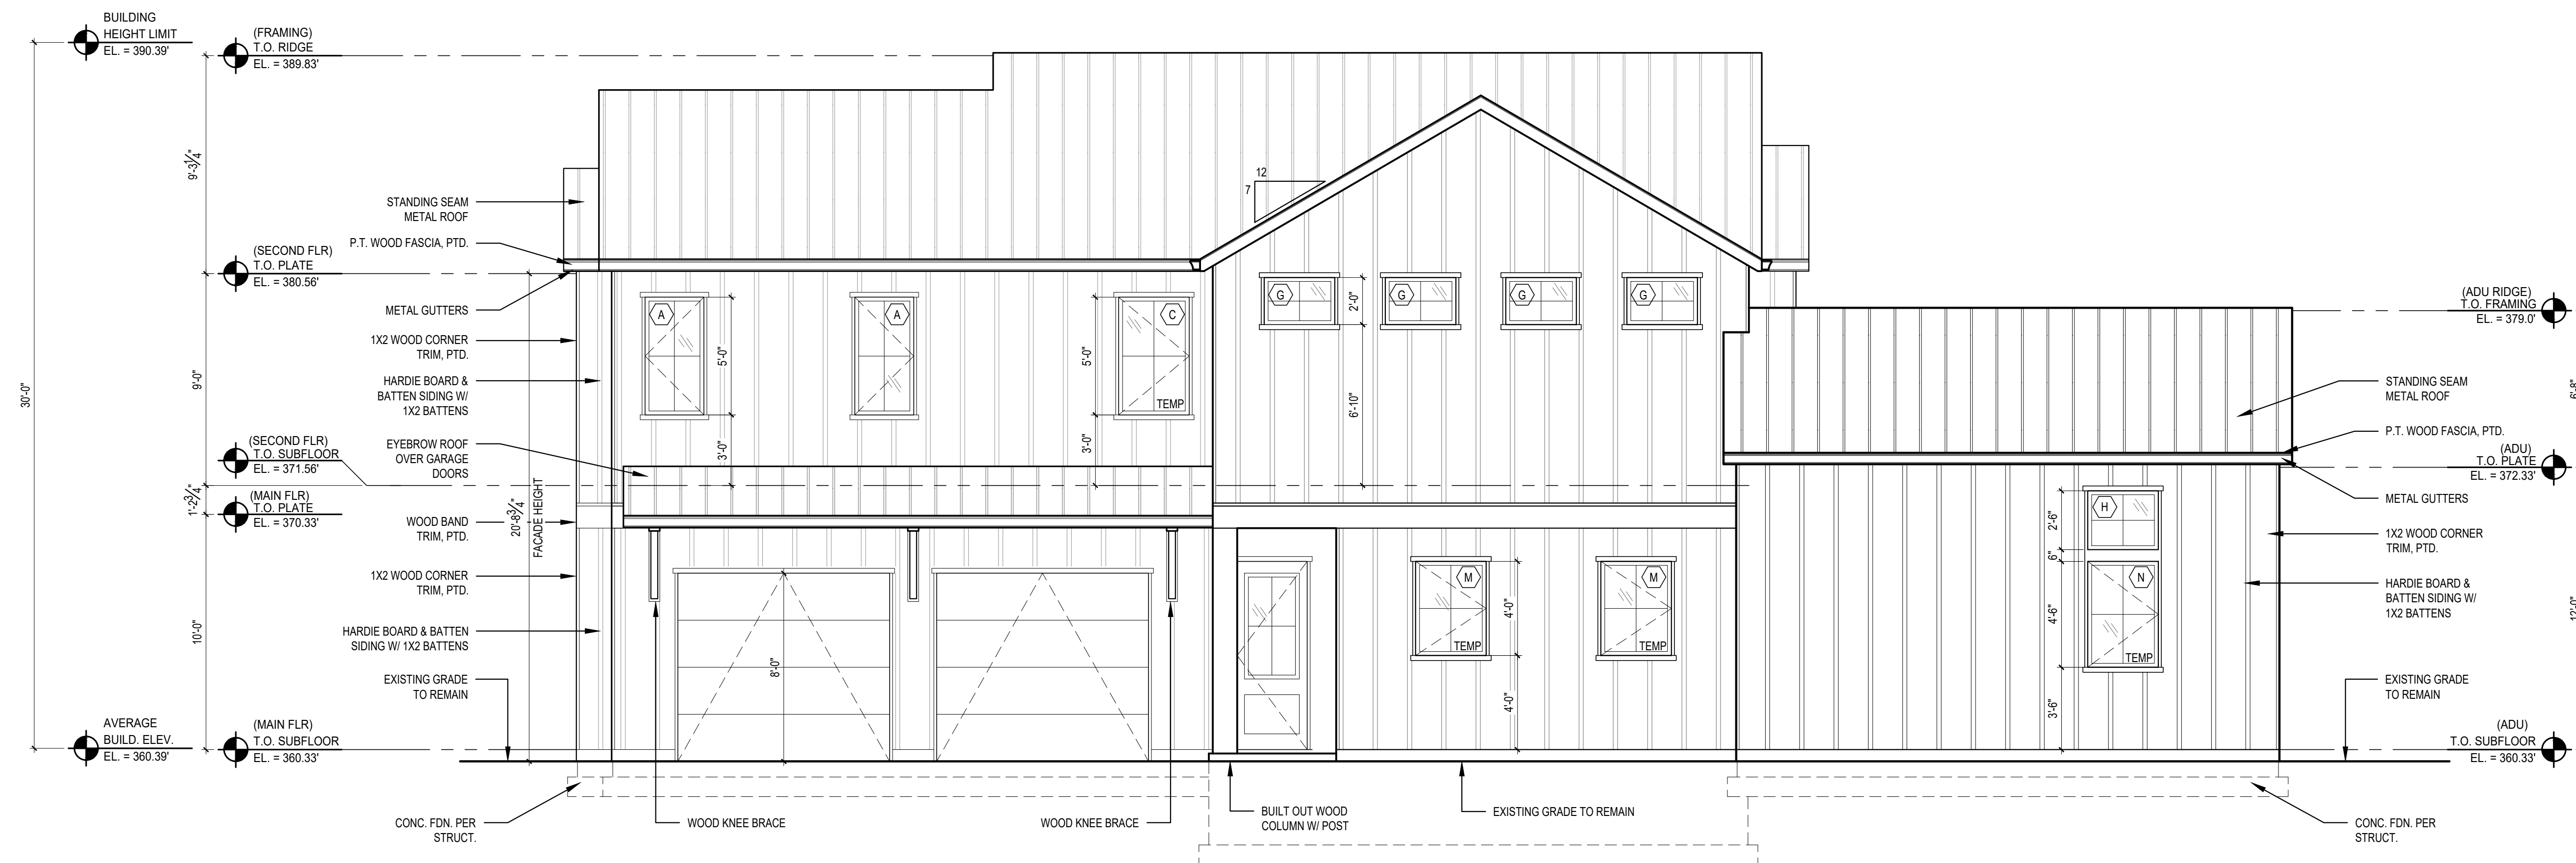 BUILDING
HEIGHT LIMIT
EL. = 390.39'
(FRAMING)
T.O. RIDGE
EL. = 389.83'
(SECOND FLR)
T.O. PLATE
EL. = 380.56'
(SECOND FLR)
T.O. SUBFLOOR
EL. = 371.56'
(MAIN FLR)
T.O. PLATE
EL. = 370.33'
AVERAGE
BUILD. ELEV.
EL. = 360.39'
(MAIN FLR)
T.O. SUBFLOOR
EL. = 360.33'
30'-0"
9'-3 1/4"
9'-0"
1'-2 3/4"
10'-0"
STANDING SEAM
METAL ROOF
P.T. WOOD FASCIA, PTD.
METAL GUTTERS
1X2 WOOD CORNER
TRIM, PTD.
HARDIE BOARD &
BATTEN SIDING W/
1X2 BATTENS
EYEBROW ROOF
OVER GARAGE
DOORS
WOOD BAND
TRIM, PTD.
1X2 WOOD CORNER
TRIM, PTD.
HARDIE BOARD & BATTEN
SIDING W/ 1X2 BATTENS
EXISTING GRADE
TO REMAIN
CONC. FDN. PER
STRUCT.
20'-8 3/4"
FACADE HEIGHT
12
7
A
A
C
TEMP
5'-0"
3'-0"
5'-0"
3'-0"
G
G
G
G
2'-0"
6'-10"
8'-0"
M
TEMP
M
TEMP
4'-0"
4'-0"
H
N
TEMP
2'-6"
6"
4'-6"
3'-6"
WOOD KNEE BRACE
WOOD KNEE BRACE
BUILT OUT WOOD
COLUMN W/ POST
EXISTING GRADE TO REMAIN
(ADU RIDGE)
T.O. FRAMING
EL. = 379.0'
STANDING SEAM
METAL ROOF
P.T. WOOD FASCIA, PTD.
(ADU)
T.O. PLATE
EL. = 372.33'
METAL GUTTERS
1X2 WOOD CORNER
TRIM, PTD.
HARDIE BOARD &
BATTEN SIDING W/
1X2 BATTENS
EXISTING GRADE
TO REMAIN
(ADU)
T.O. SUBFLOOR
EL. = 360.33'
CONC. FDN. PER
STRUCT.
6'-8"